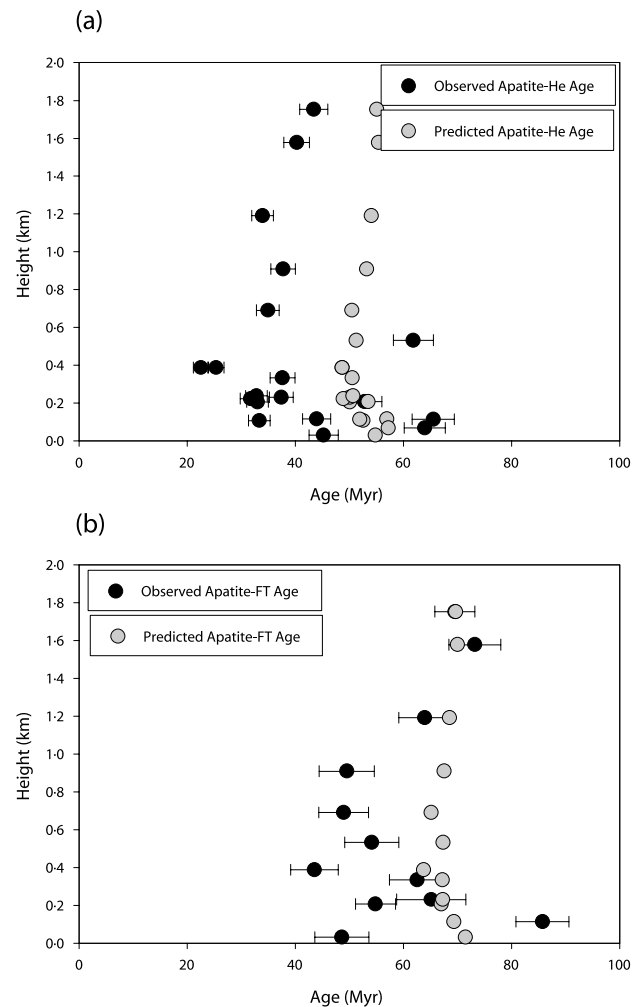 (a)
2·0
1·8
1·6
1·4
1·2
1·0
0·8
0·6
0·4
0·2
0·0
Height (km)
Observed Apatite-He Age
Predicted Apatite-He Age
0 20 40 60 80 100
Age (Myr)
(b)
2·0
1·8
1·6
1·4
1·2
1·0
0·8
0·6
0·4
0·2
0·0
Height (km)
Observed Apatite-FT Age
Predicted Apatite-FT Age
0 20 40 60 80 100
Age (Myr)